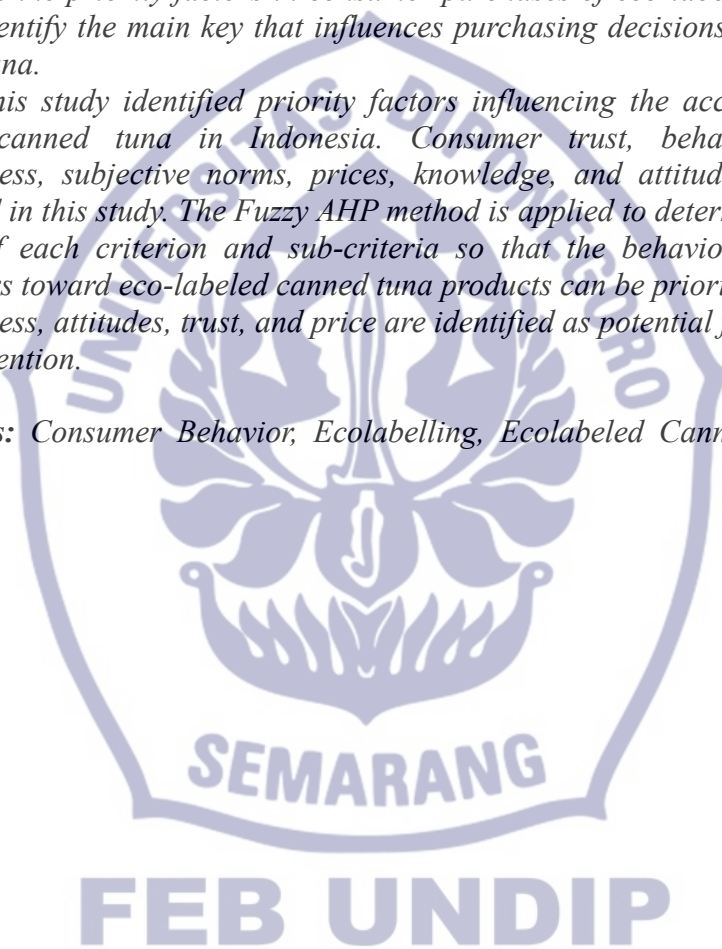 entify the main key that influences purchasing decisions
na.
his study identified priority factors influencing the acc
canned tuna in Indonesia. Consumer trust, beha
ess, subjective norms, prices, knowledge, and attitud
l in this study. The Fuzzy AHP method is applied to deter
f each criterion and sub-criteria so that the behavio
s toward eco-labeled canned tuna products can be priori
ess, attitudes, trust, and price are identified as potential f
ention.
s: Consumer Behavior, Ecolabelling, Ecolabeled Cann
UNIVERSITAS DIPONEGORO
SEMARANG
FEB UNDIP